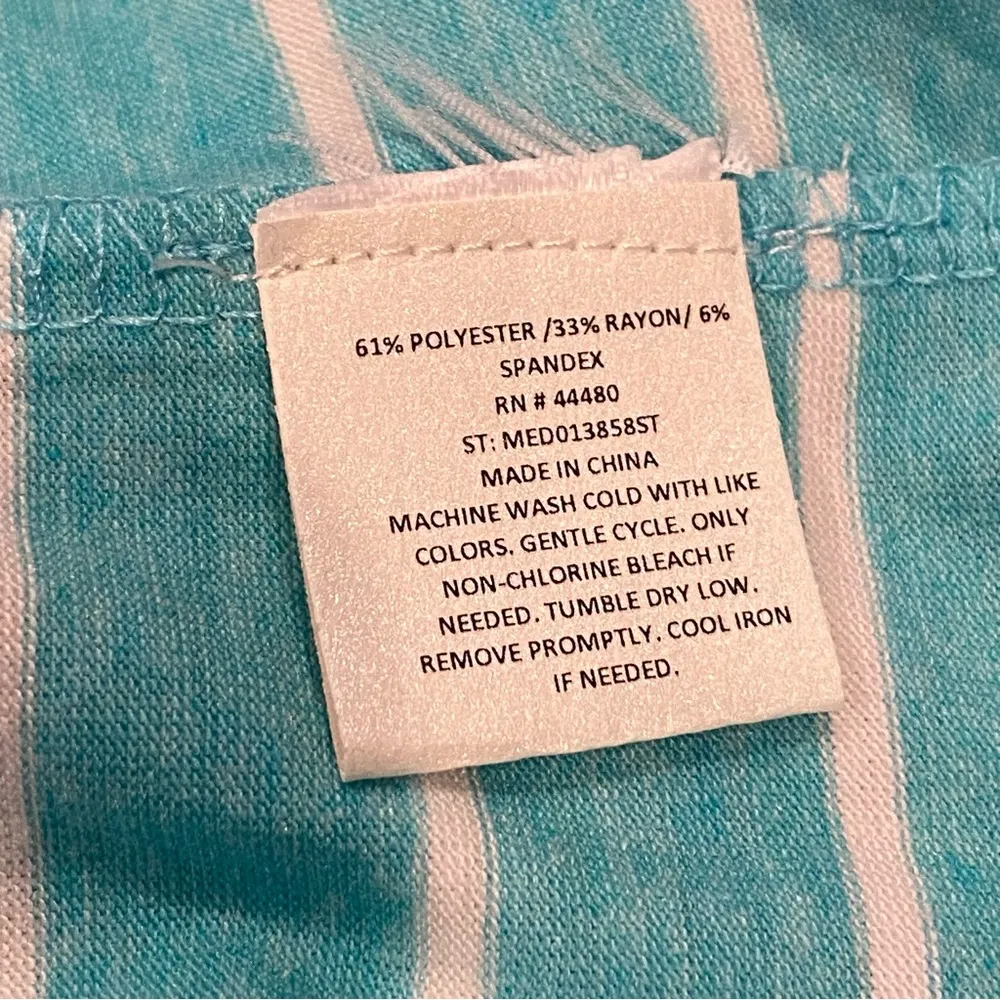 61% POLYESTER /33% RAYON/ 6%
SPANDEX
RN # 44480
ST: MED013858ST
MADE IN CHINA
MACHINE WASH COLD WITH LIKE
COLORS. GENTLE CYCLE. ONLY
NON-CHLORINE BLEACH IF
NEEDED. TUMBLE DRY LOW.
REMOVE PROMPTLY. COOL IRON
IF NEEDED.